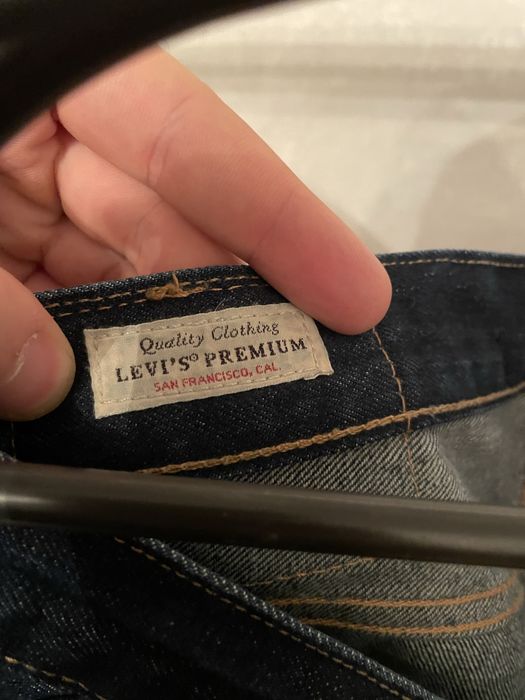 Quality Clothing
LEVI'S® PREMIUM
SAN FRANCISCO, CAL.